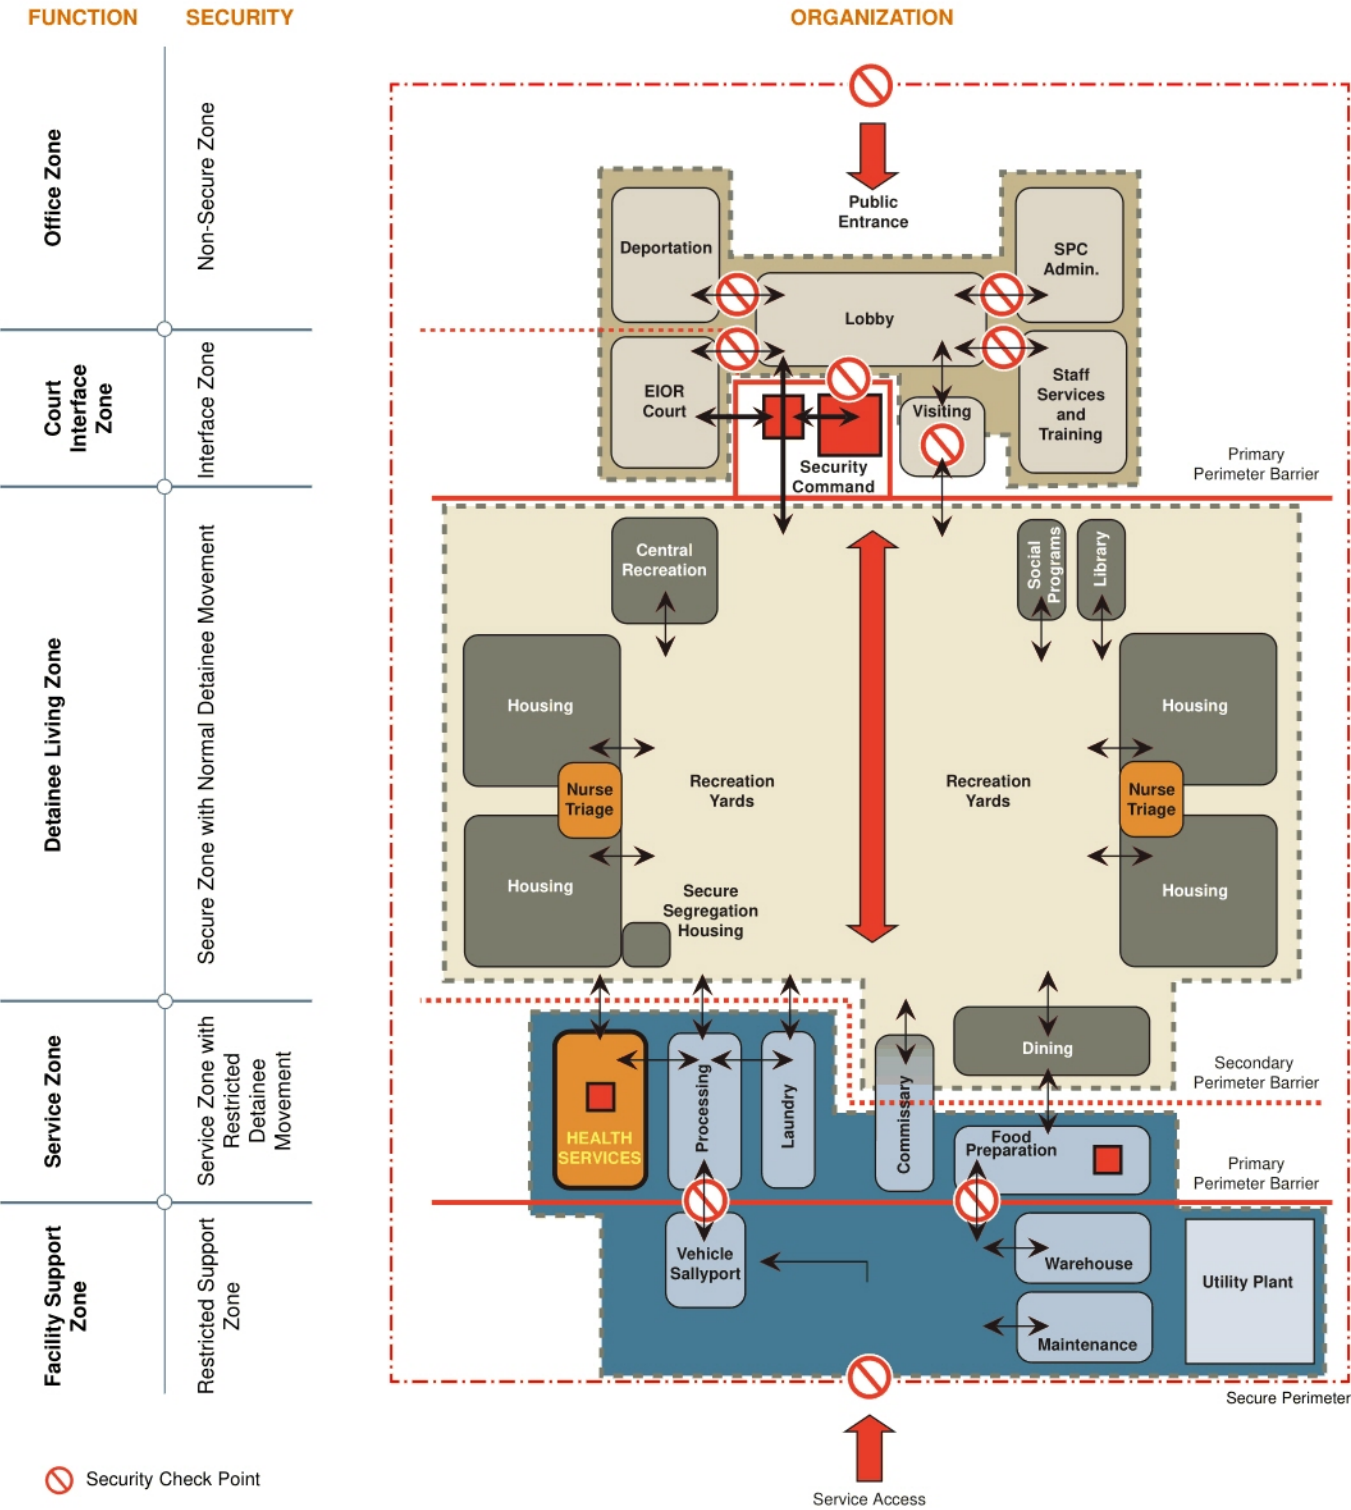 FUNCTION
SECURITY
ORGANIZATION
Office Zone
Non-Secure Zone
Court
Interface
Zone
Interface Zone
Detainee Living Zone
Secure Zone with Normal Detainee Movement
Service Zone
Service Zone with
Restricted
Detainee
Movement
Facility Support
Zone
Restricted Support
Zone
Public
Entrance
Deportation
SPC
Admin.
Lobby
EIOR
Court
Security
Command
Visiting
Staff
Services
and
Training
Primary
Perimeter Barrier
Central
Recreation
Social
Programs
Library
Housing
Housing
Nurse
Triage
Recreation
Yards
Recreation
Yards
Nurse
Triage
Housing
Secure
Segregation
Housing
Housing
HEALTH
SERVICES
Processing
Laundry
Commissary
Dining
Secondary
Perimeter Barrier
Food
Preparation
Primary
Perimeter Barrier
Vehicle
Sallyport
Warehouse
Maintenance
Utility Plant
Secure Perimeter
Security Check Point
Service Access